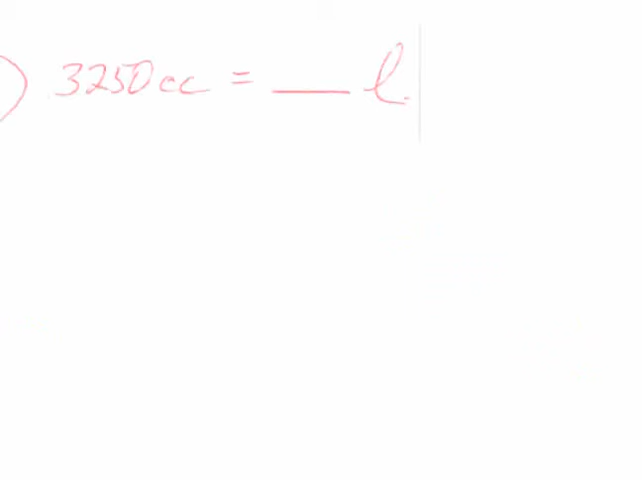 ) 3250cc = ___ l.